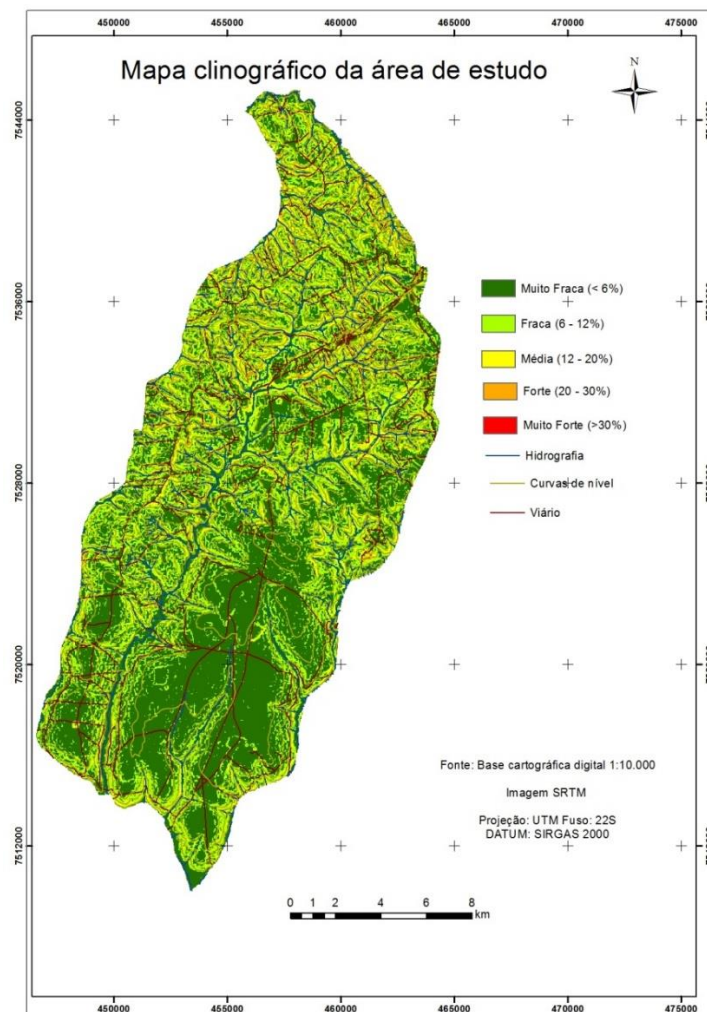 450000 455000 460000 465000 470000 475000
Mapa clinográfico da área de estudo
N
7544000
7536000
7528000
7520000
7512000
Muito Fraca (< 6%)
Fraca (6 - 12%)
Média (12 - 20%)
Forte (20 - 30%)
Muito Forte (>30%)
Hidrografia
Curvas de nível
Viário
Fonte: Base cartográfica digital 1:10.000
Imagem SRTM
Projeção: UTM Fuso: 22S
DATUM: SIRGAS 2000
0 1 2 4 6 8
km
450000 455000 460000 465000 470000 475000